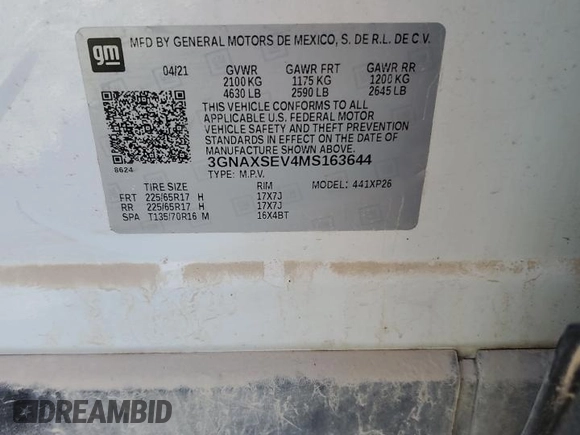 gm
MFD BY GENERAL MOTORS DE MEXICO, S. DE R.L. DE C.V.
04/21 GVWR GAWR FRT GAWR RR
2100 KG 1175 KG 1200 KG
4630 LB 2590 LB 2645 LB
THIS VEHICLE CONFORMS TO ALL
APPLICABLE U.S. FEDERAL MOTOR
VEHICLE SAFETY AND THEFT PREVENTION
STANDARDS IN EFFECT ON THE DATE OF
MANUFACTURE SHOWN ABOVE.
8624 3GNAXSEV4MS163644
TYPE: M.P.V.
TIRE SIZE RIM MODEL: 441XP26
FRT 225/65R17 H 17X7J
RR 225/65R17 H 17X7J
SPA T135/70R16 M 16X4BT
DREAMBID